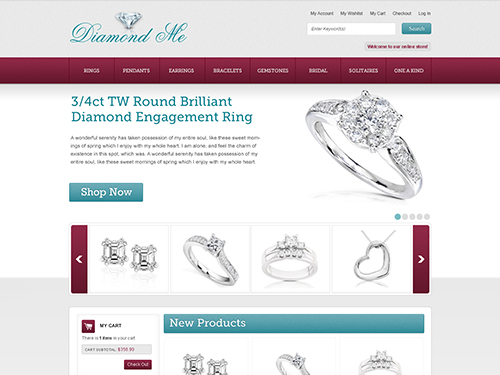 Diamond Me
My Account My Wishlist My Cart Checkout Log In
Enter Keyword(s) Search
Welcome to our online store!
RINGS PENDANTS EARRINGS BRACELETS GEMSTONES BRIDAL SOLITAIRES ONE A KIND
3/4ct TW Round Brilliant
Diamond Engagement Ring
A wonderful serenity has taken possession of my entire soul, like these sweet morn-
ings of spring which I enjoy with my whole heart. I am alone, and feel the charm of
existence in this spot, which was. A wonderful serenity has taken possession of my
entire soul, like these sweet mornings of spring which I enjoy with my whole heart.
Shop Now
MY CART
There is 1 item in your cart.
CART SUBTOTAL: $358.99
Check Out
New Products